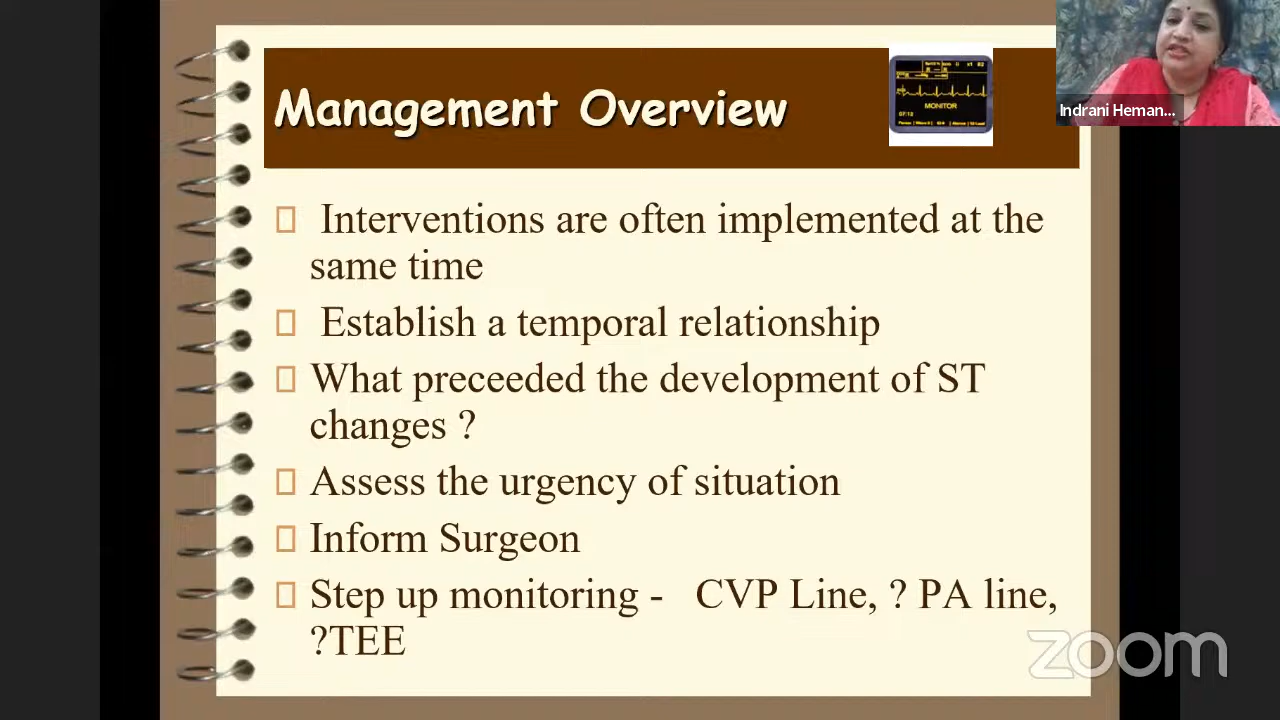 Management Overview
MONITOR
07:13
Indrani Heman...
Interventions are often implemented at the
same time
Establish a temporal relationship
What preceeded the development of ST
changes ?
Assess the urgency of situation
Inform Surgeon
Step up monitoring - CVP Line, ? PA line,
?TEE
zoom